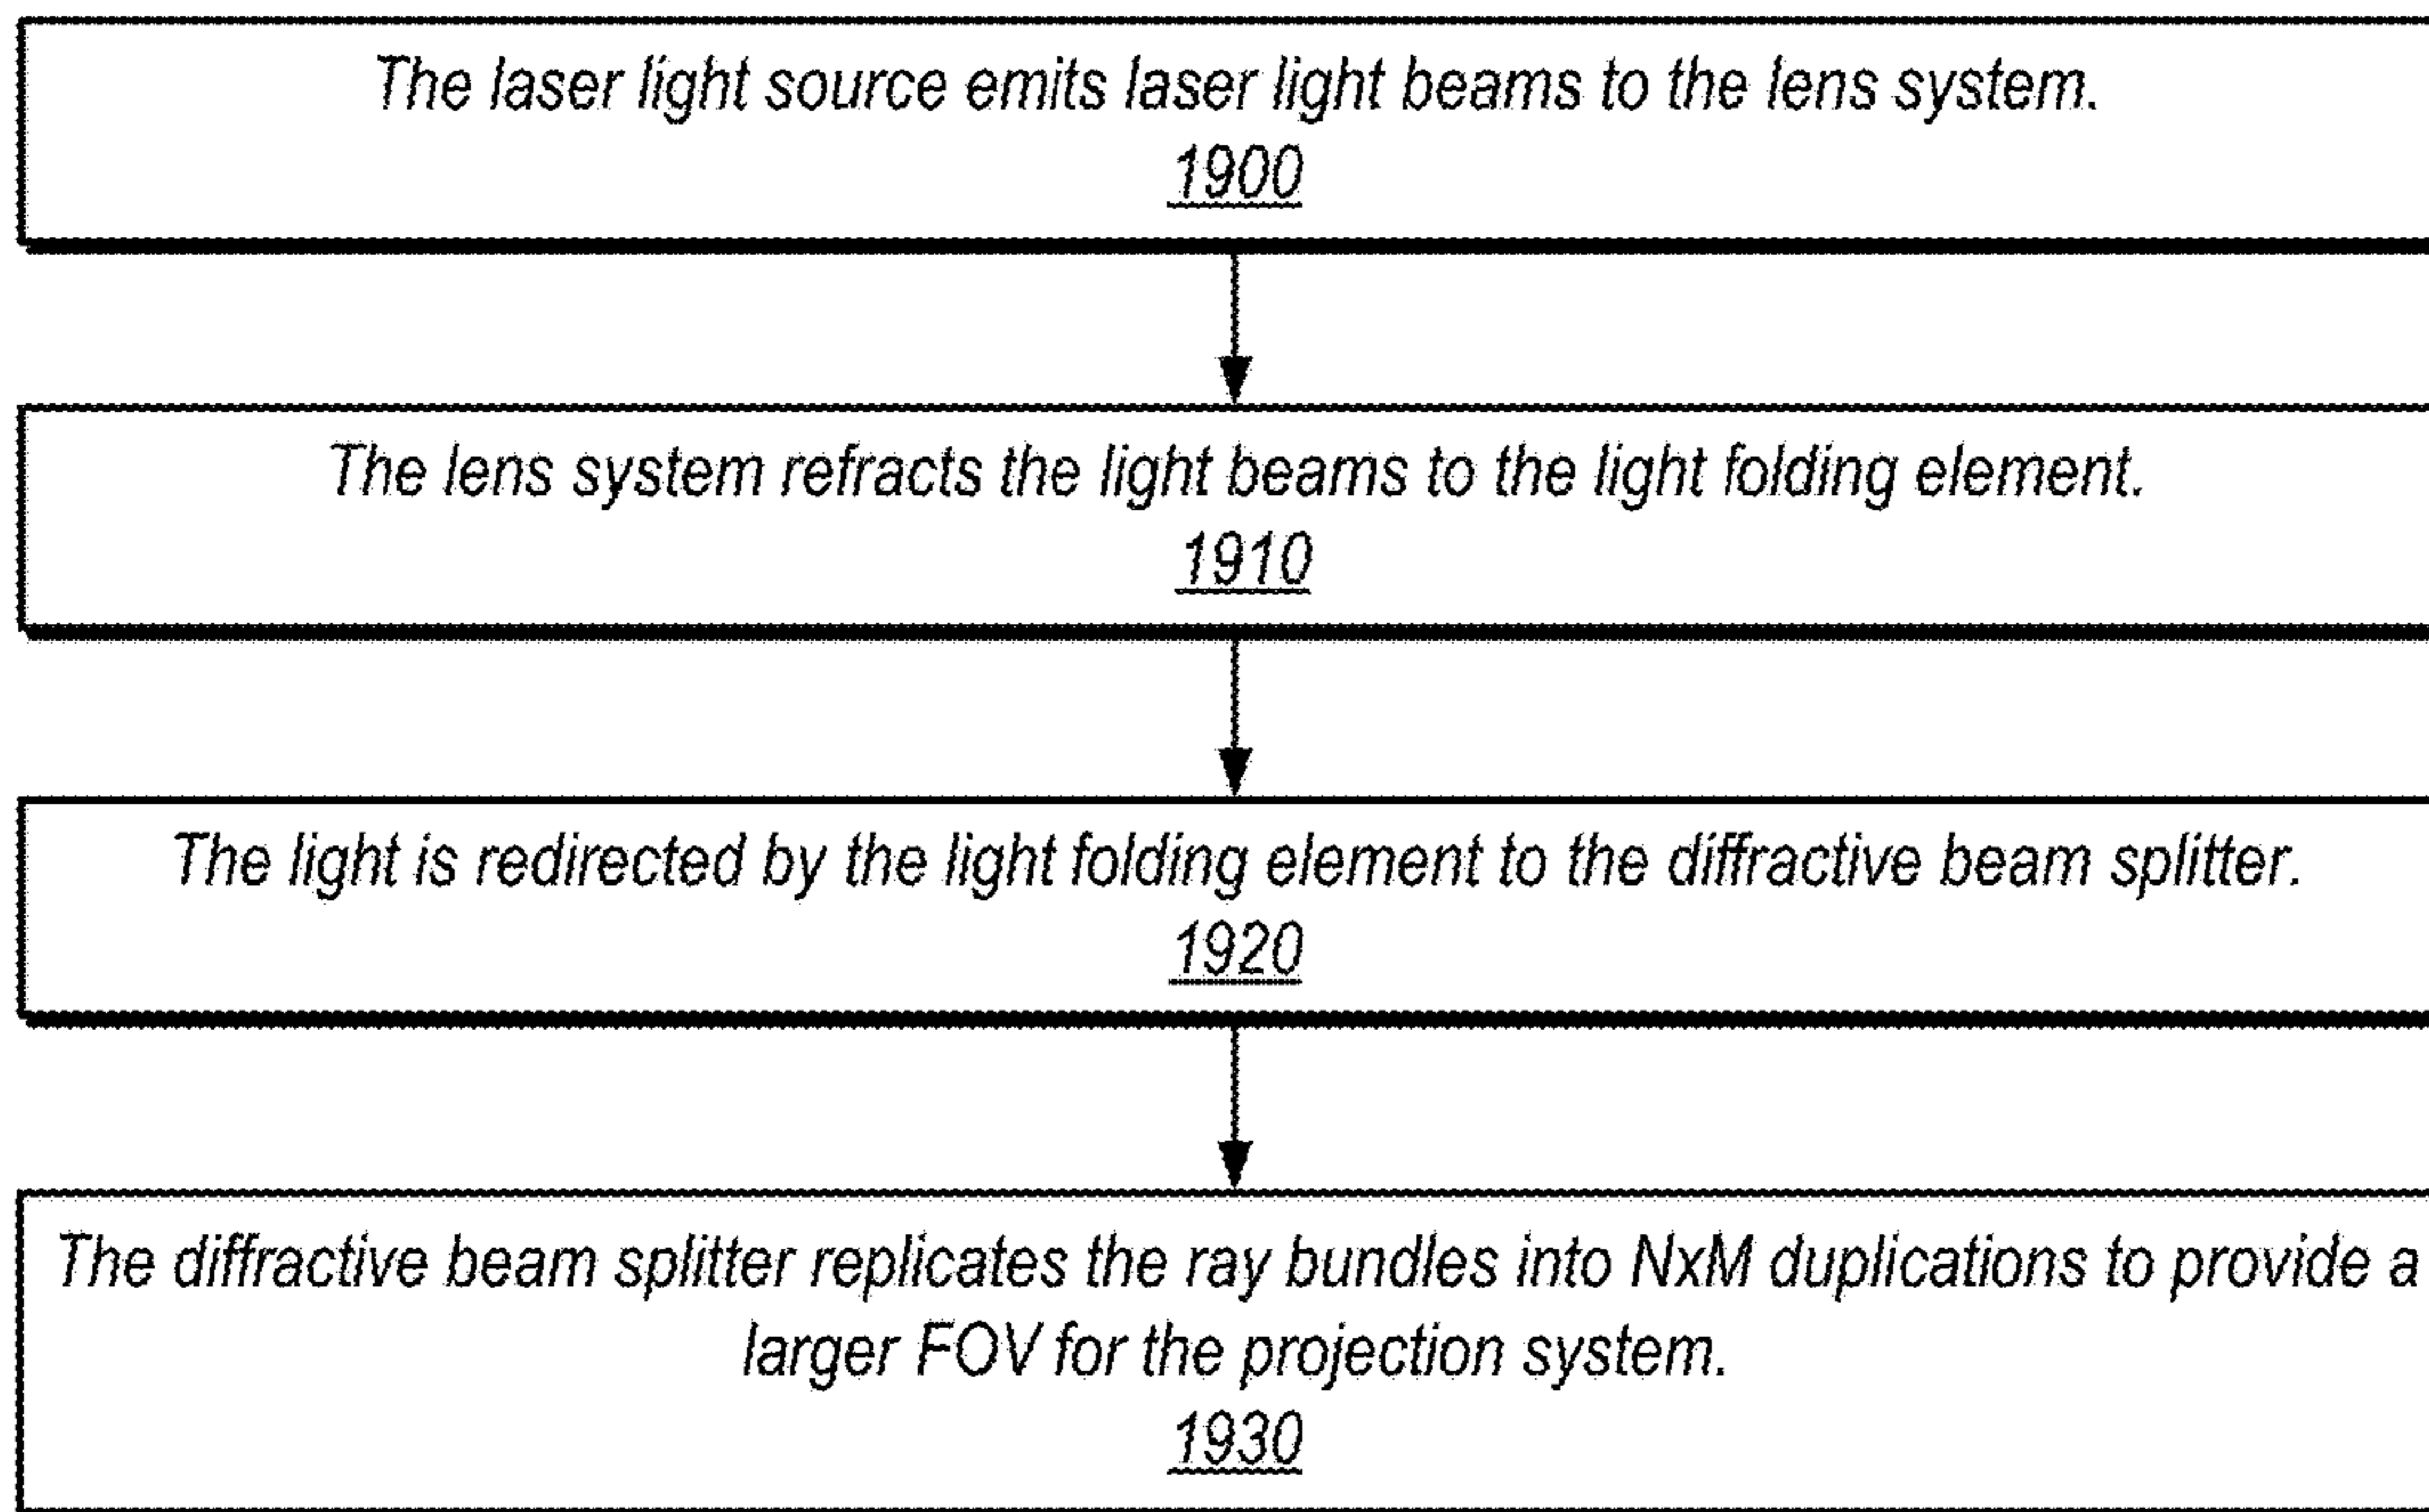 The laser light source emits laser light beams to the lens system.
1900
The lens system refracts the light beams to the light folding element.
1910
The light is redirected by the light folding element to the diffractive beam splitter.
1920
The diffractive beam splitter replicates the ray bundles into NxM duplications to provide a
larger FOV for the projection system.
1930